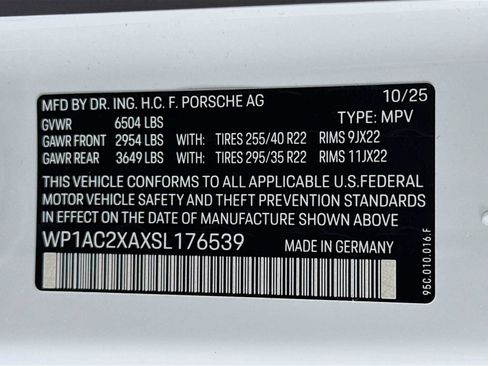 MFD BY DR. ING. H.C. F. PORSCHE AG 10/25
GVWR 6504 LBS TYPE: MPV
GAWR FRONT 2954 LBS WITH: TIRES 255/40 R22 RIMS 9JX22
GAWR REAR 3649 LBS WITH: TIRES 295/35 R22 RIMS 11JX22
THIS VEHICLE CONFORMS TO ALL APPLICABLE U.S.FEDERAL
MOTOR VEHICLE SAFETY AND THEFT PREVENTION STANDARDS
IN EFFECT ON THE DATE OF MANUFACTURE SHOWN ABOVE
WP1AC2XAXSL176539 MADE IN GERMANY
95C.010.016.F